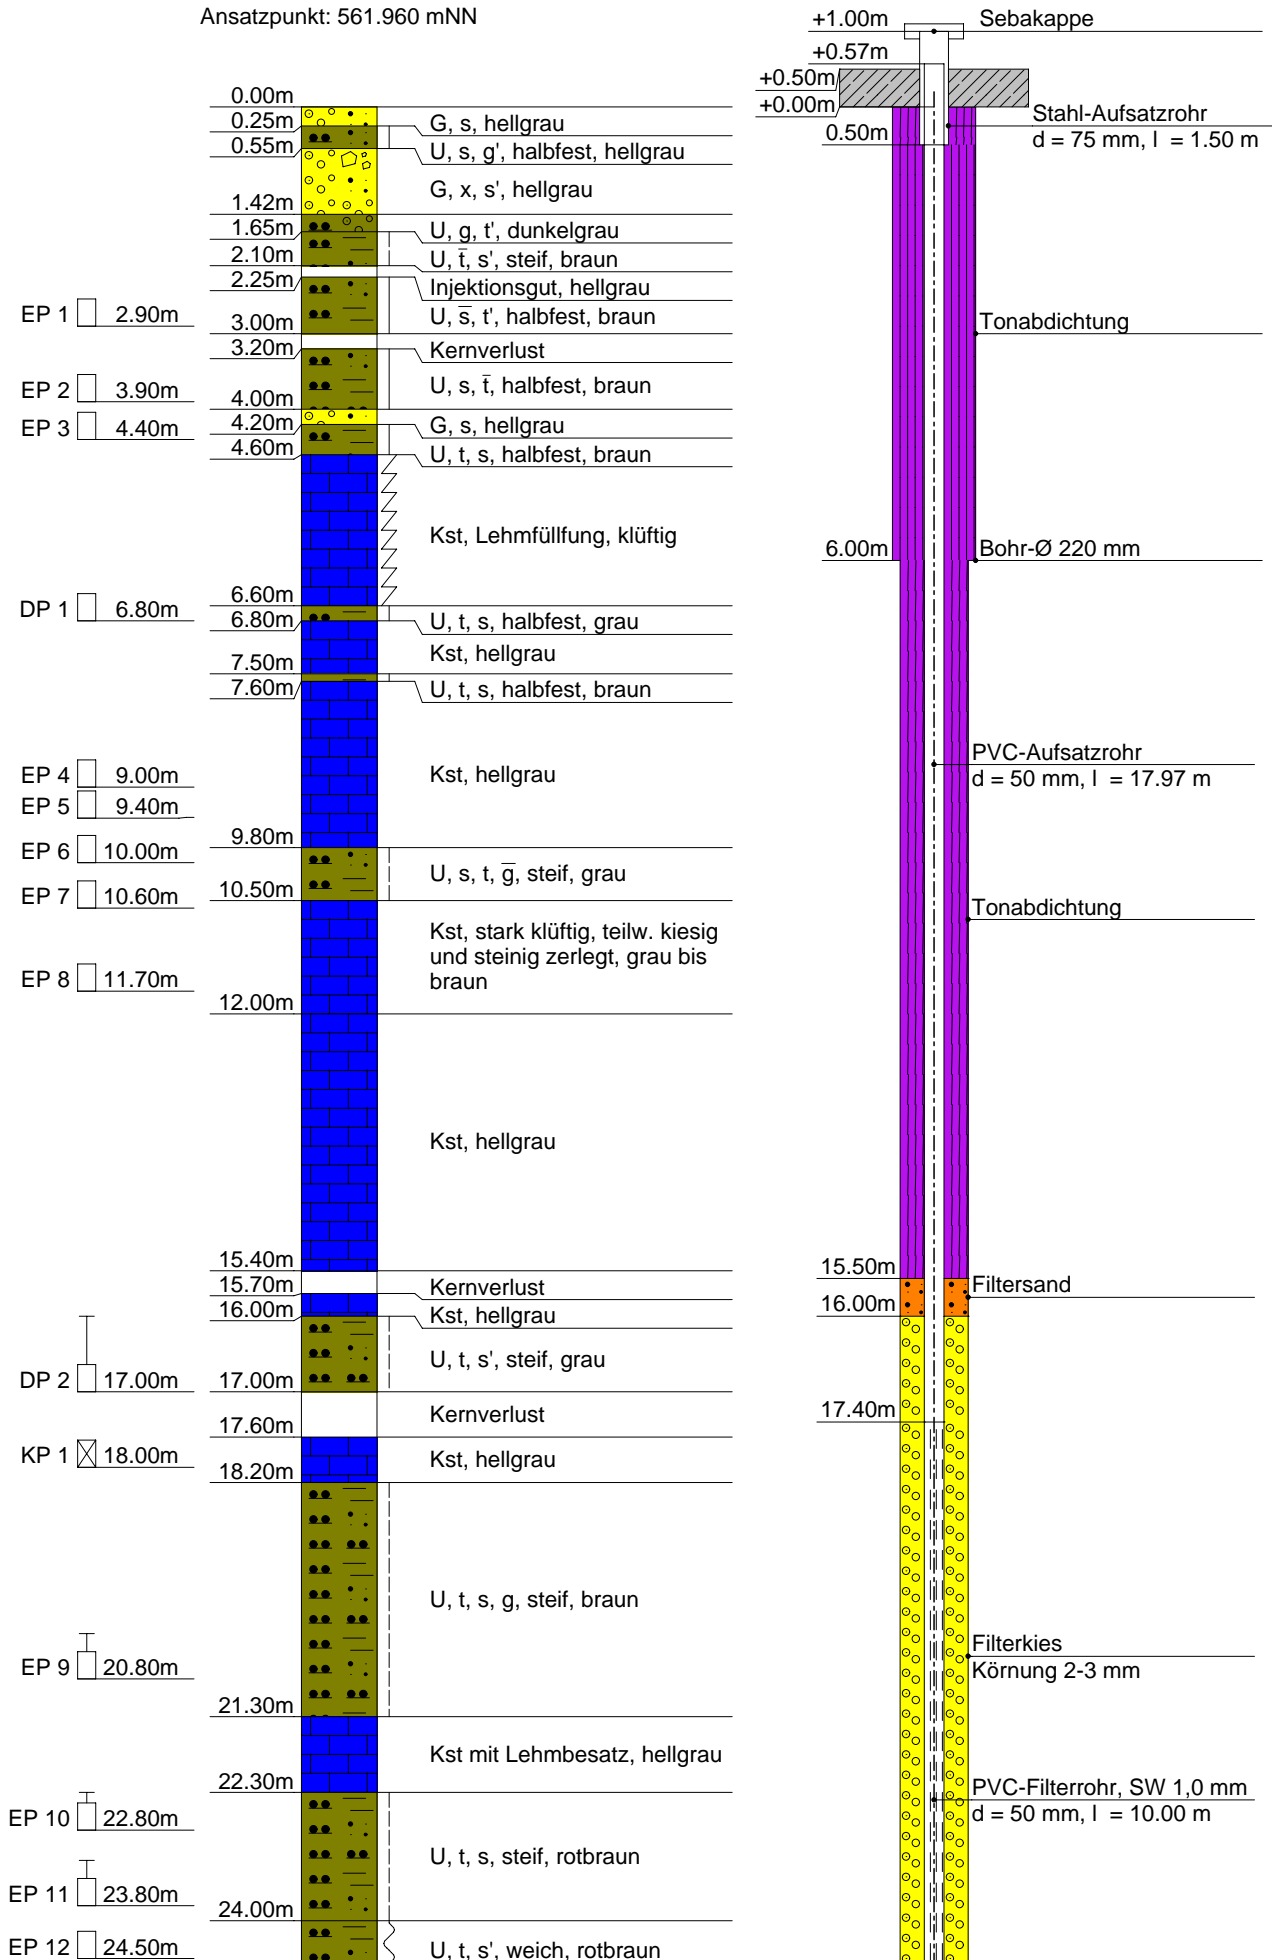 Ansatzpunkt: 561.960 mNN
0.00m
0.25m
G, s, hellgrau
0.55m
U, s, g', halbfest, hellgrau
G, x, s', hellgrau
1.42m
1.65m
U, g, t', dunkelgrau
2.10m
U, t̅, s', steif, braun
2.25m
Injektionsgut, hellgrau
EP 1 2.90m
U, s̅, t', halbfest, braun
3.00m
3.20m
Kernverlust
EP 2 3.90m
U, s, t̅, halbfest, braun
4.00m
EP 3 4.40m
4.20m
G, s, hellgrau
4.60m
U, t, s, halbfest, braun
Kst, Lehmfüllfung, klüftig
6.60m
DP 1 6.80m
6.80m
U, t, s, halbfest, grau
Kst, hellgrau
7.50m
7.60m
U, t, s, halbfest, braun
EP 4 9.00m
Kst, hellgrau
EP 5 9.40m
9.80m
EP 6 10.00m
U, s, t, g̅, steif, grau
10.50m
EP 7 10.60m
Kst, stark klüftig, teilw. kiesig
und steinig zerlegt, grau bis
braun
EP 8 11.70m
12.00m
Kst, hellgrau
15.40m
15.70m
Kernverlust
16.00m
Kst, hellgrau
U, t, s', steif, grau
DP 2 17.00m
17.00m
Kernverlust
17.60m
KP 1 18.00m
Kst, hellgrau
18.20m
U, t, s, g, steif, braun
EP 9 20.80m
21.30m
Kst mit Lehmbesatz, hellgrau
22.30m
EP 10 22.80m
U, t, s, steif, rotbraun
EP 11 23.80m
24.00m
EP 12 24.50m
U, t, s', weich, rotbraun
+1.00m
Sebakappe
+0.57m
+0.50m
+0.00m
Stahl-Aufsatzrohr
d = 75 mm, l = 1.50 m
0.50m
Tonabdichtung
6.00m
Bohr-Ø 220 mm
PVC-Aufsatzrohr
d = 50 mm, l = 17.97 m
Tonabdichtung
15.50m
Filtersand
16.00m
17.40m
Filterkies
Körnung 2-3 mm
PVC-Filterrohr, SW 1,0 mm
d = 50 mm, l = 10.00 m